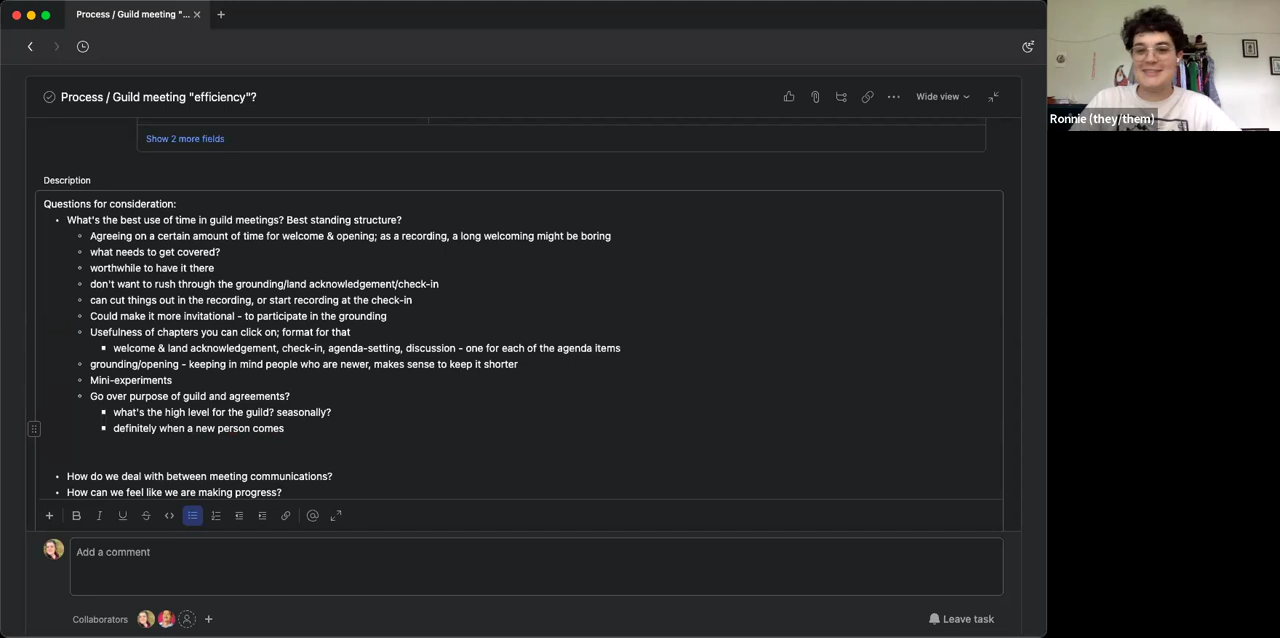 Process / Guild meeting "...
Process / Guild meeting "efficiency"?
Wide view
Ronnie (they/them)
Show 2 more fields
Description
Questions for consideration:
What's the best use of time in guild meetings? Best standing structure?
Agreeing on a certain amount of time for welcome & opening; as a recording, a long welcoming might be boring
what needs to get covered?
worthwhile to have it there
don't want to rush through the grounding/land acknowledgement/check-in
can cut things out in the recording, or start recording at the check-in
Could make it more invitational - to participate in the grounding
Usefulness of chapters you can click on; format for that
welcome & land acknowledgement, check-in, agenda-setting, discussion - one for each of the agenda items
grounding/opening - keeping in mind people who are newer, makes sense to keep it shorter
Mini-experiments
Go over purpose of guild and agreements?
what's the high level for the guild? seasonally?
definitely when a new person comes
How do we deal with between meeting communications?
How can we feel like we are making progress?
Add a comment
Collaborators
Leave task